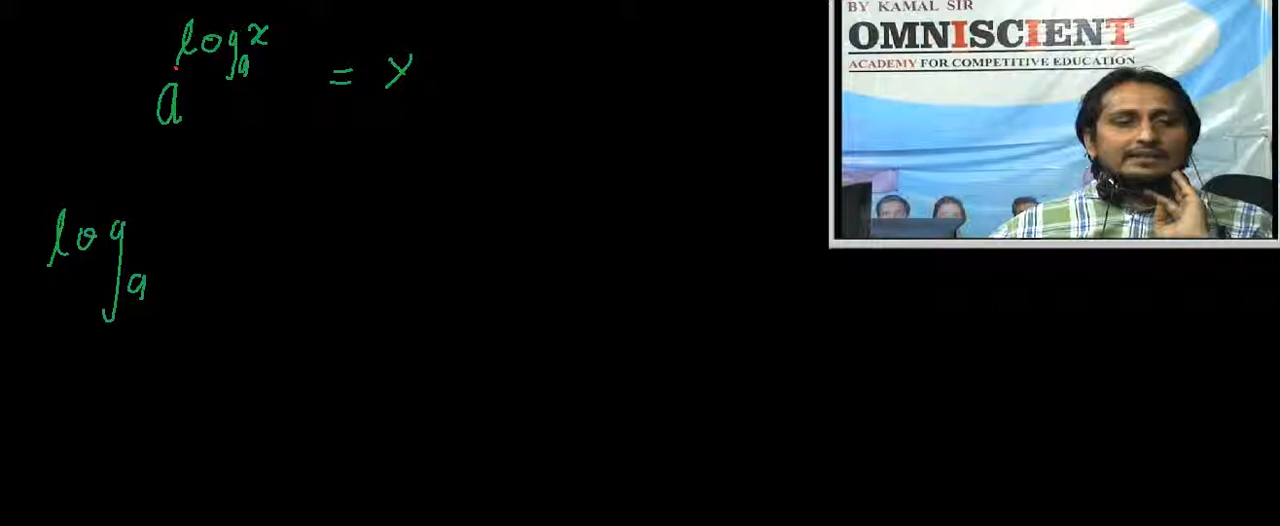 a^{log_a x} = x
log_a
BY KAMAL SIR
OMNISCIENT
ACADEMY FOR COMPETITIVE EDUCATION